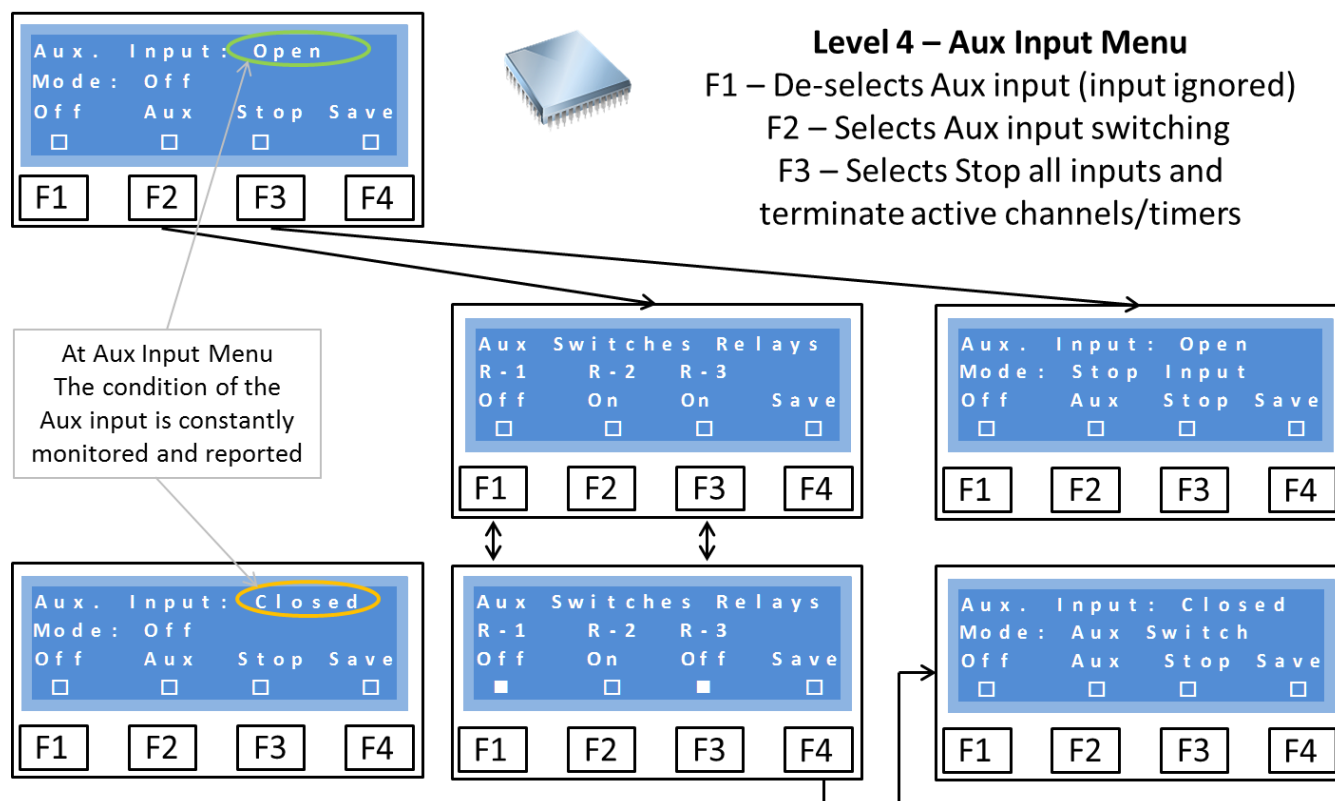 Aux. Input: Open
Mode: Off
Off Aux Stop Save
F1 F2 F3 F4
Level 4 – Aux Input Menu
F1 – De-selects Aux input (input ignored)
F2 – Selects Aux input switching
F3 – Selects Stop all inputs and
terminate active channels/timers
At Aux Input Menu
The condition of the
Aux input is constantly
monitored and reported
Aux Switches Relays
R-1 R-2 R-3
Off On On Save
F1 F2 F3 F4
Aux. Input: Open
Mode: Stop Input
Off Aux Stop Save
F1 F2 F3 F4
Aux. Input: Closed
Mode: Off
Off Aux Stop Save
F1 F2 F3 F4
Aux Switches Relays
R-1 R-2 R-3
Off On Off Save
F1 F2 F3 F4
Aux. Input: Closed
Mode: Aux Switch
Off Aux Stop Save
F1 F2 F3 F4